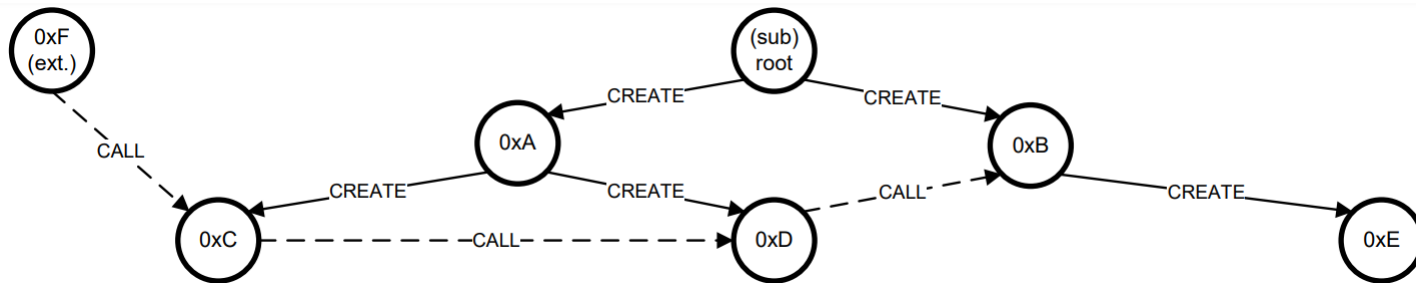 0xF
(ext.)
(sub)
root
CREATE
CREATE
0xA
0xB
CALL
CREATE
CREATE
CALL
CREATE
0xC
CALL
0xD
0xE